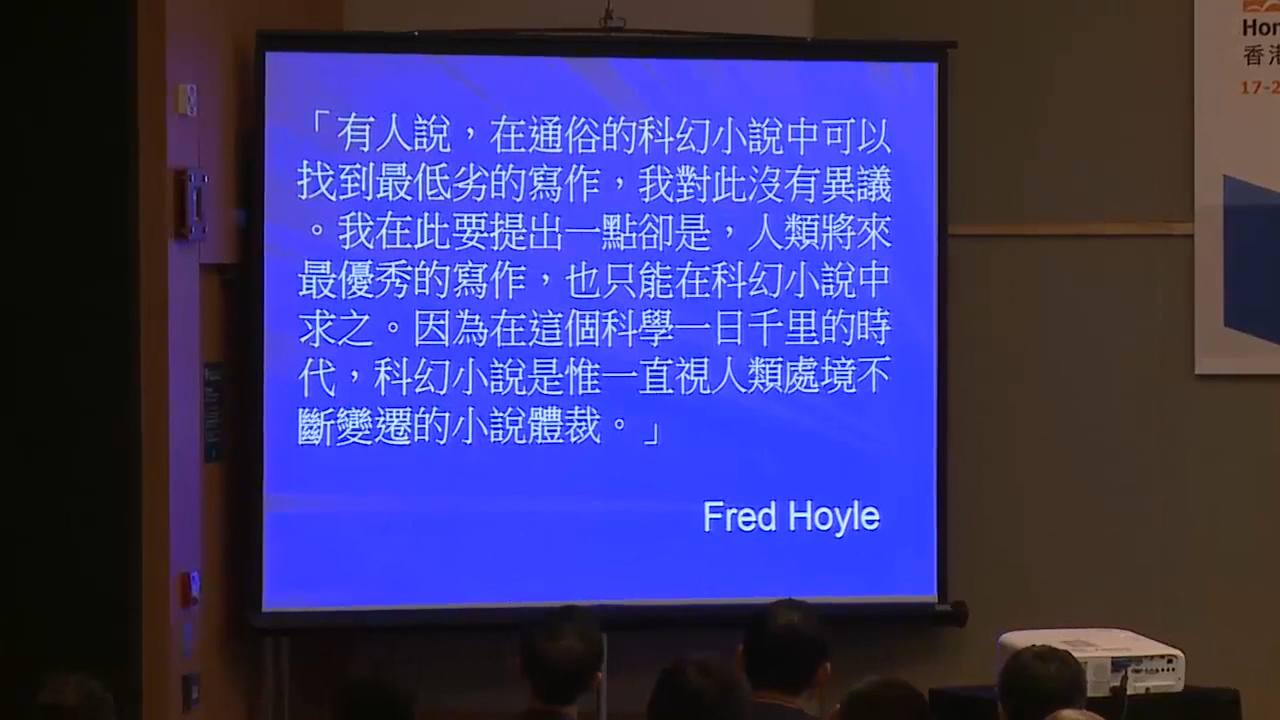 「有人說，在通俗的科幻小說中可以
找到最低劣的寫作，我對此沒有異議
。我在此要提出一點卻是，人類將來
最優秀的寫作，也只能在科幻小說中
求之。因為在這個科學一日千里的時
代，科幻小說是惟一直視人類處境不
斷變遷的小說體裁。」
Fred Hoyle
Hon
香港
17-2